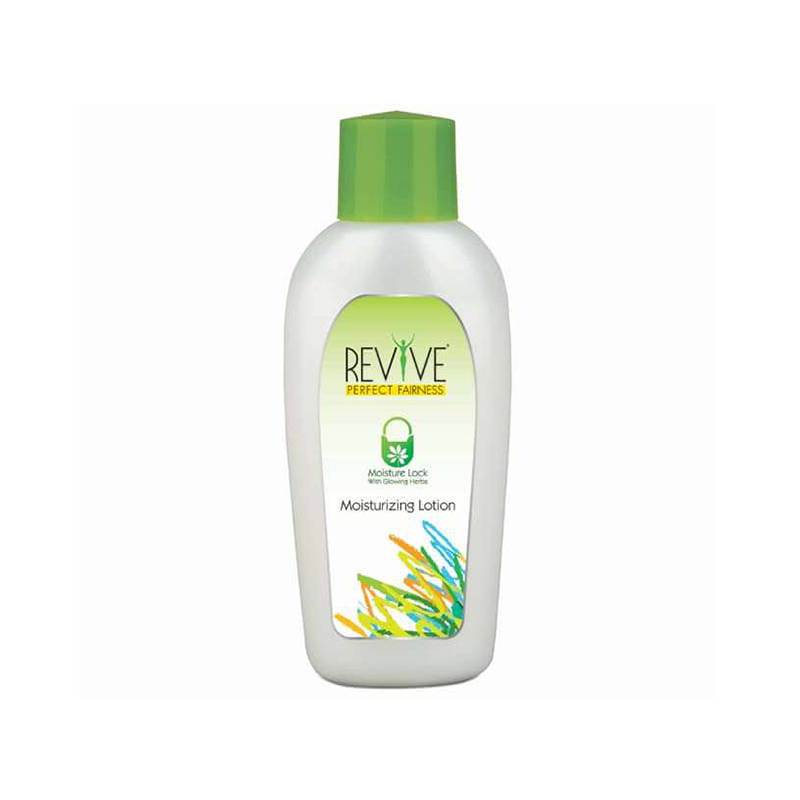 REVIVE®
PERFECT FAIRNESS
Moisture Lock
With Glowing Herbs
Moisturizing Lotion